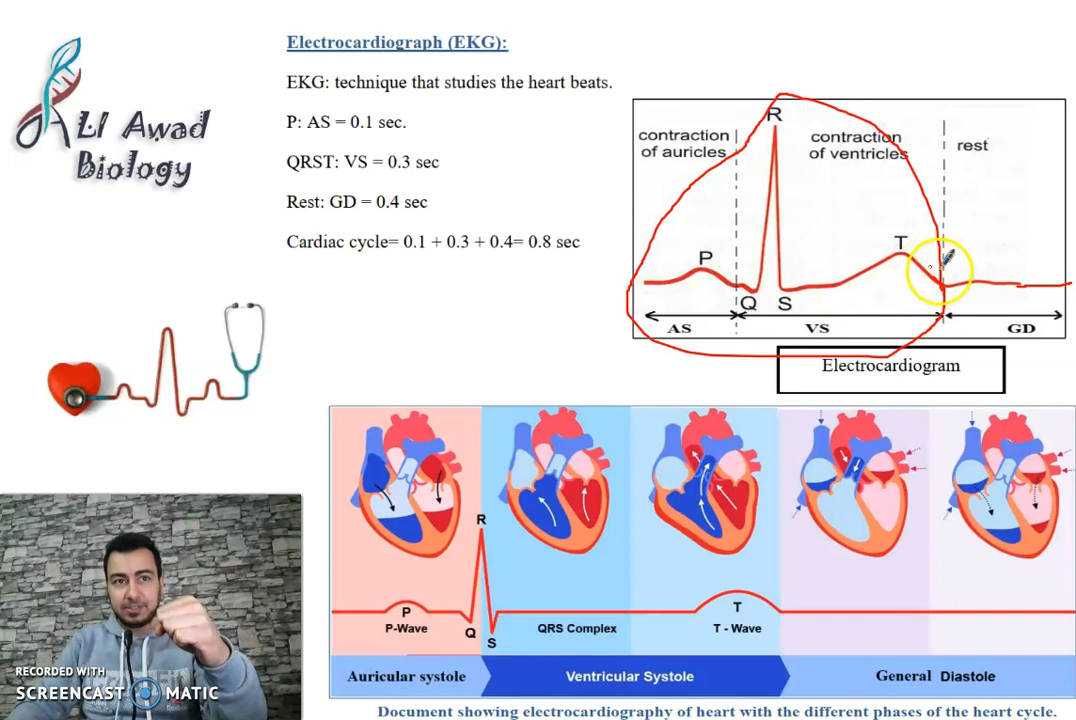 ALI Awad
Biology
Electrocardiograph (EKG):
EKG: technique that studies the heart beats.
P: AS = 0.1 sec.
QRST: VS = 0.3 sec
Rest: GD = 0.4 sec
Cardiac cycle= 0.1 + 0.3 + 0.4= 0.8 sec
contraction
of auricles
R
contraction
of ventricles
rest
P
T
Q
S
AS
VS
GD
Electrocardiogram
R
P
P-Wave
Q
S
QRS Complex
T
T - Wave
Auricular systole
Ventricular Systole
General Diastole
Document showing electrocardiography of heart with the different phases of the heart cycle.
RECORDED WITH
SCREENCAST MATIC